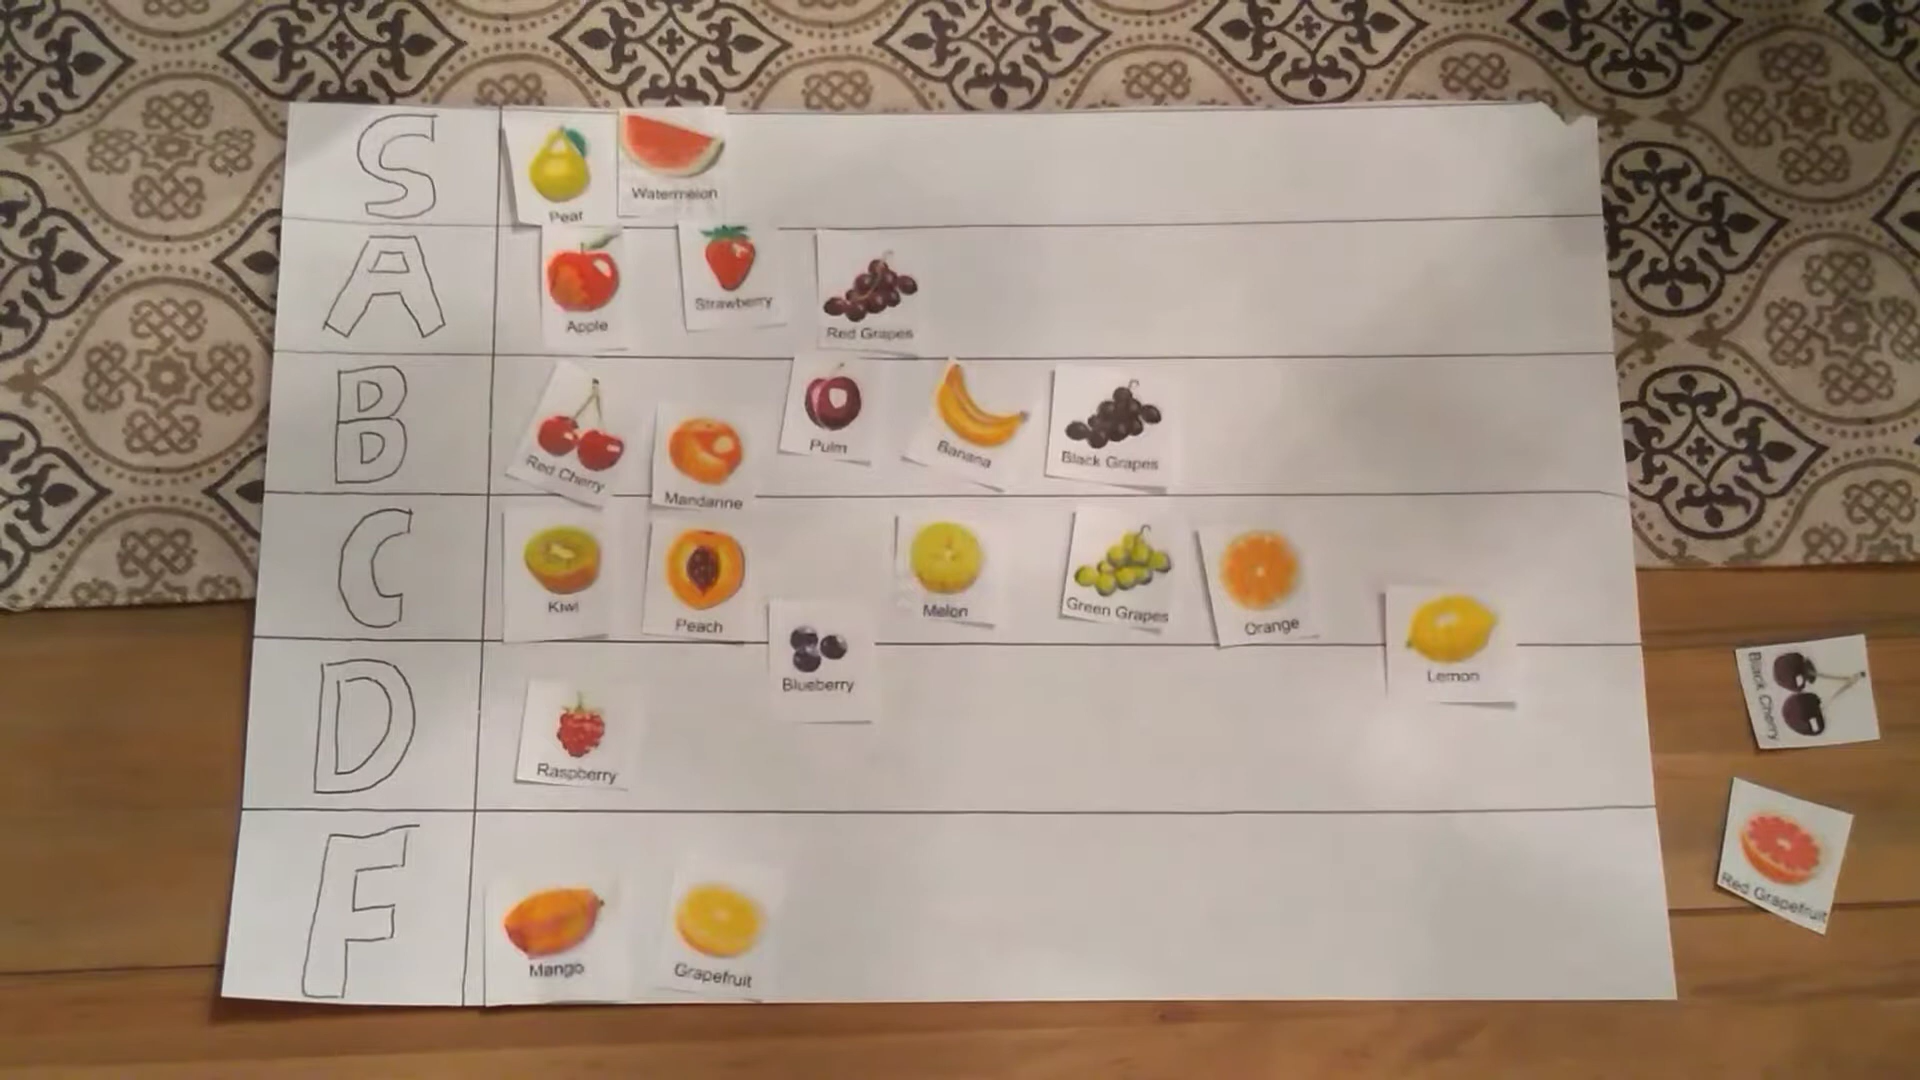 S
Pear
Watermelon
A
Apple
Strawberry
Red Grapes
B
Red Cherry
Mandarine
Pulm
Banana
Black Grapes
C
Kiwi
Peach
Blueberry
Melon
Green Grapes
Orange
Lemon
D
Raspberry
F
Mango
Grapefruit
Black Cherry
Red Grapefruit